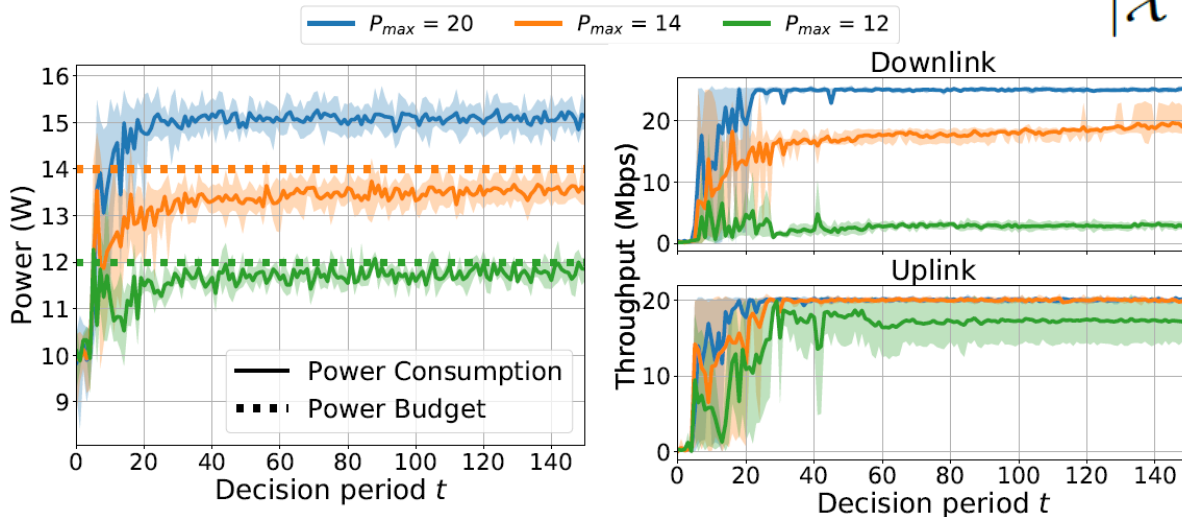 P_max = 20 P_max = 14 P_max = 12
|λ
Power (W)
16
15
14
13
12
11
10
9
Power Consumption
Power Budget
0 20 40 60 80 100 120 140
Decision period t
Throughput (Mbps)
Downlink
20
10
0
Uplink
20
10
0
0 20 40 60 80 100 120 140
Decision period t